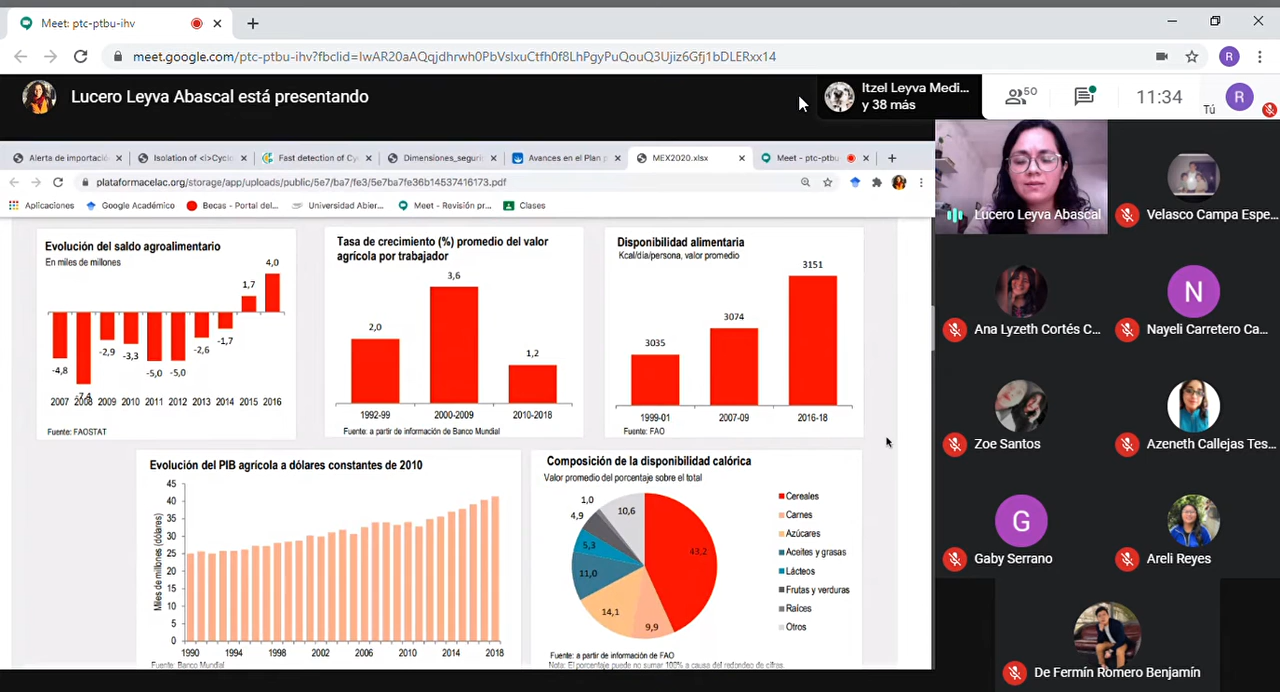 Meet: ptc-ptbu-ihv
meet.google.com/ptc-ptbu-ihv?fbclid=IwAR20aAQqjdhrwh0PbVslxuCtfh0f8LhPgyPuQouQ3Ujiz6Gfj1bDLERxx14
R
Lucero Leyva Abascal está presentando
Itzel Leyva Medi...
y 38 más
50
11:34
Tú
R
Alerta de importació
Isolation of <i>Cyclo
Fast detection of Cy
Dimensiones_seguri
Avances en el Plan p
MEX2020.xlsx
Meet - ptc-ptbu
plataformacelac.org/storage/app/uploads/public/5e7/ba7/fe3/5e7ba7fe36b14537416173.pdf
Aplicaciones
Google Académico
Becas - Portal del...
Universidad Abier...
Meet - Revisión pr...
Clases
Evolución del saldo agroalimentario
En miles de millones
4,0
1,7
-4,8
-7,4
-2,9
-3,3
-5,0
-5,0
-2,6
-1,7
2007 2008 2009 2010 2011 2012 2013 2014 2015 2016
Fuente: FAOSTAT
Tasa de crecimiento (%) promedio del valor
agrícola por trabajador
2,0
3,6
1,2
1992-99 2000-2009 2010-2018
Fuente: a partir de información de Banco Mundial
Disponibilidad alimentaria
Kcal/día/persona, valor promedio
3035
3074
3151
1999-01 2007-09 2016-18
Fuente: FAO
Evolución del PIB agrícola a dólares constantes de 2010
Miles de millones (dólares)
45
40
35
30
25
20
15
10
5
0
1990 1994 1998 2002 2006 2010 2014 2018
Fuente: Banco Mundial
Composición de la disponibilidad calórica
Valor promedio del porcentaje sobre el total
1,0
4,9
10,6
5,3
43,2
11,0
14,1
9,9
Cereales
Carnes
Azúcares
Aceites y grasas
Lácteos
Frutas y verduras
Raíces
Otros
Fuente: a partir de información de FAO
Nota: El porcentaje puede no sumar 100% a causa del redondeo de cifras.
Lucero Leyva Abascal
Velasco Campa Espe...
Ana Lyzeth Cortés C...
N
Nayeli Carretero Ca...
Zoe Santos
Azeneth Callejas Tes...
G
Gaby Serrano
Areli Reyes
De Fermín Romero Benjamín